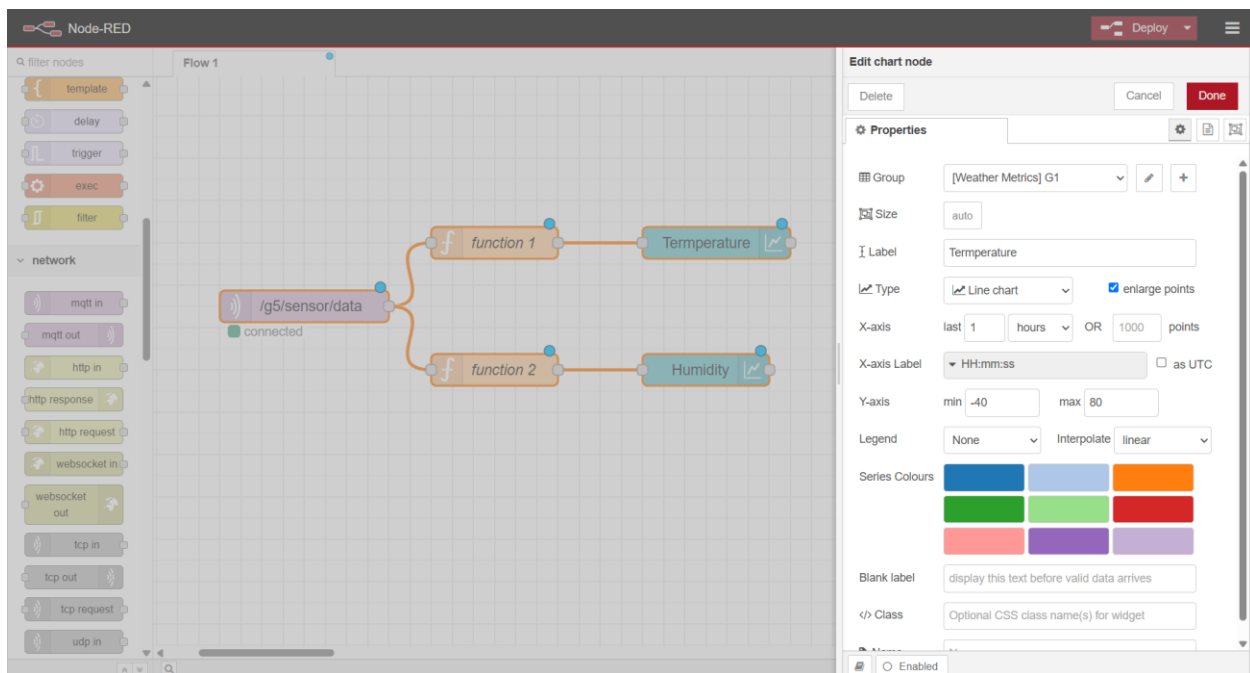 Node-RED
Deploy
filter nodes
template
delay
trigger
exec
filter
network
mqtt in
mqtt out
http in
http response
http request
websocket in
websocket out
tcp in
tcp out
tcp request
udp in
Flow 1
/g5/sensor/data
connected
function 1
Termperature
function 2
Humidity
Edit chart node
Delete
Cancel
Done
Properties
Group [Weather Metrics] G1
Size auto
Label Termperature
Type Line chart enlarge points
X-axis last 1 hours OR 1000 points
X-axis Label HH:mm:ss as UTC
Y-axis min -40 max 80
Legend None Interpolate linear
Series Colours
Blank label display this text before valid data arrives
</> Class Optional CSS class name(s) for widget
Enabled